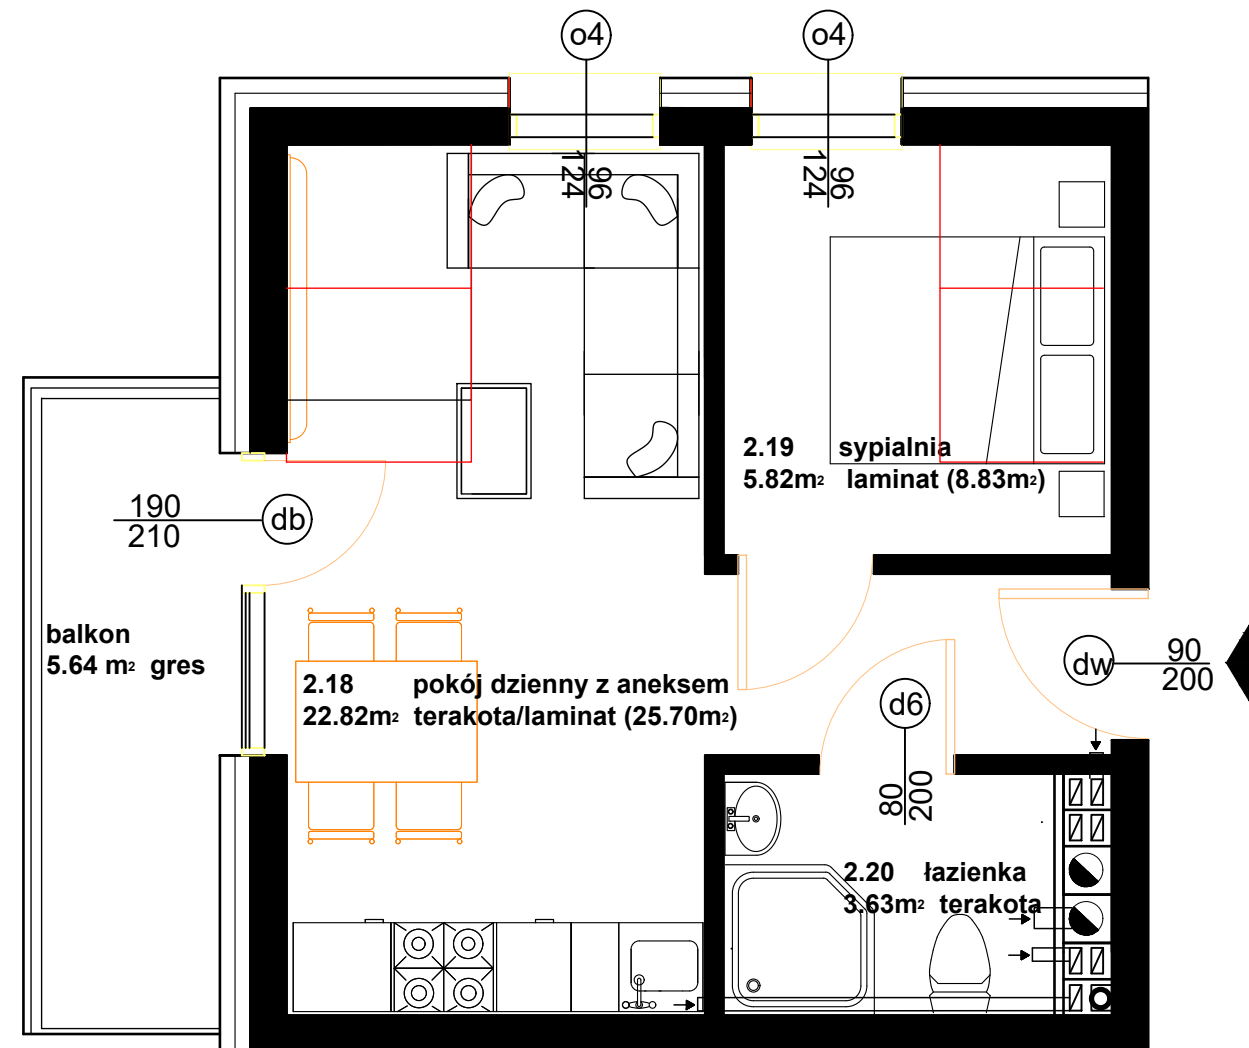 o4
o4
124
96
124
96
2.19 sypialnia
5.82m² laminat (8.83m²)
190
210
db
balkon
5.64 m² gres
2.18 pokój dzienny z aneksem
22.82m² terakota/laminat (25.70m²)
dw
90
200
d6
80
200
2.20 łazienka
3.63m² terakota